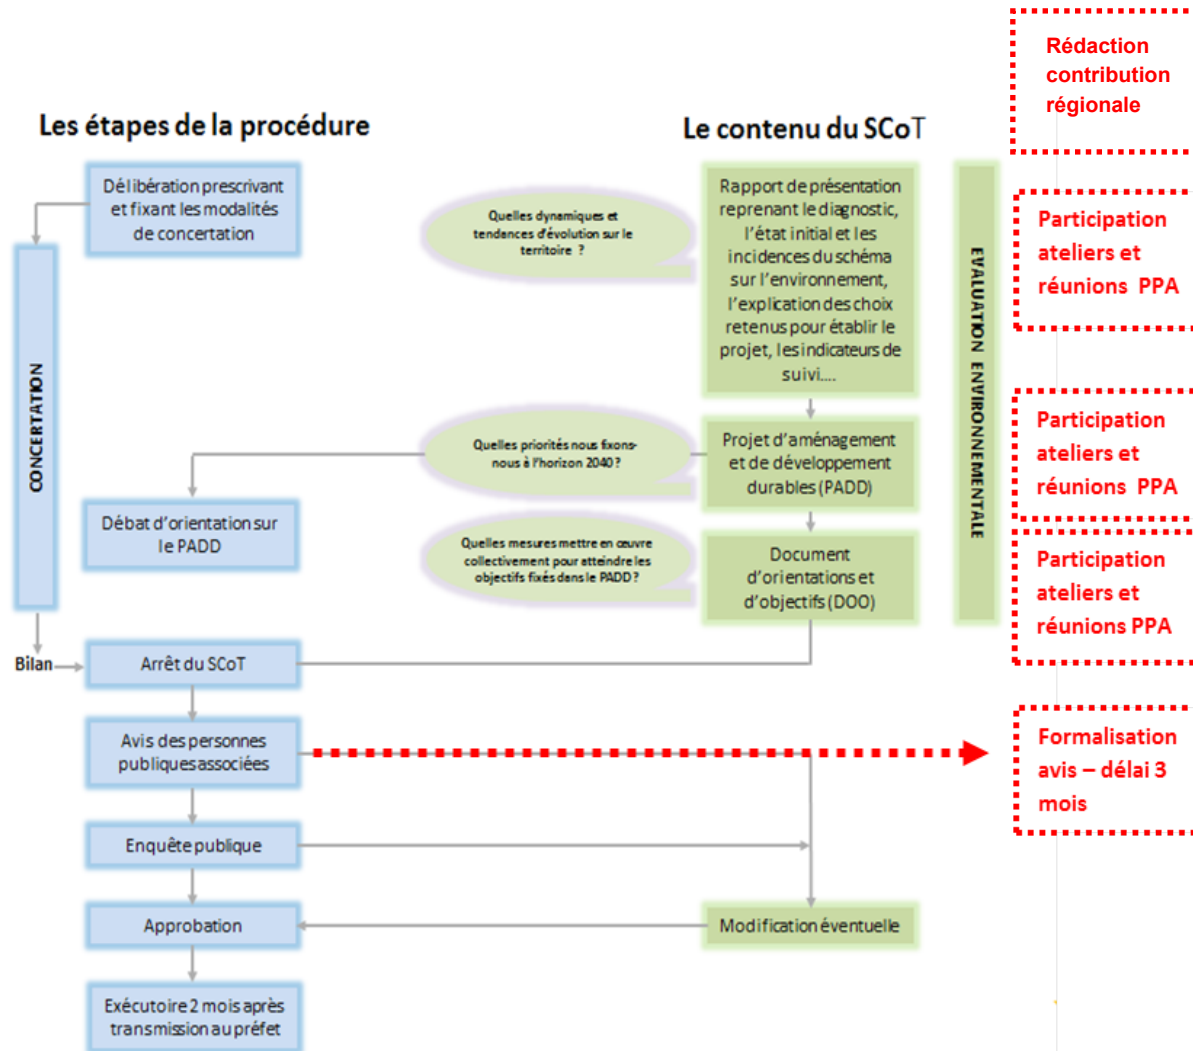 Rédaction
contribution
régionale
Les étapes de la procédure
Le contenu du SCoT
Délibération prescrivant
et fixant les modalités
de concertation
CONCERTATION
Débat d'orientation sur
le PADD
Bilan
Arrêt du SCoT
Avis des personnes
publiques associées
Enquête publique
Approbation
Exécutoire 2 mois après
transmission au préfet
Quelles dynamiques et
tendances d'évolution sur le
territoire ?
Quelles priorités nous fixons-
nous à l'horizon 2040 ?
Quelles mesures mettre en œuvre
collectivement pour atteindre les
objectifs fixés dans le PADD ?
Rapport de présentation
reprenant le diagnostic,
l'état initial et les
incidences du schéma
sur l'environnement,
l'explication des choix
retenus pour établir le
projet, les indicateurs de
suivi....
Projet d'aménagement
et de développement
durables (PADD)
Document
d'orientations et
d'objectifs (DOO)
Modification éventuelle
EVALUATION ENVIRONNEMENTALE
Participation
ateliers et
réunions PPA
Participation
ateliers et
réunions PPA
Participation
ateliers et
réunions PPA
Formalisation
avis – délai 3
mois